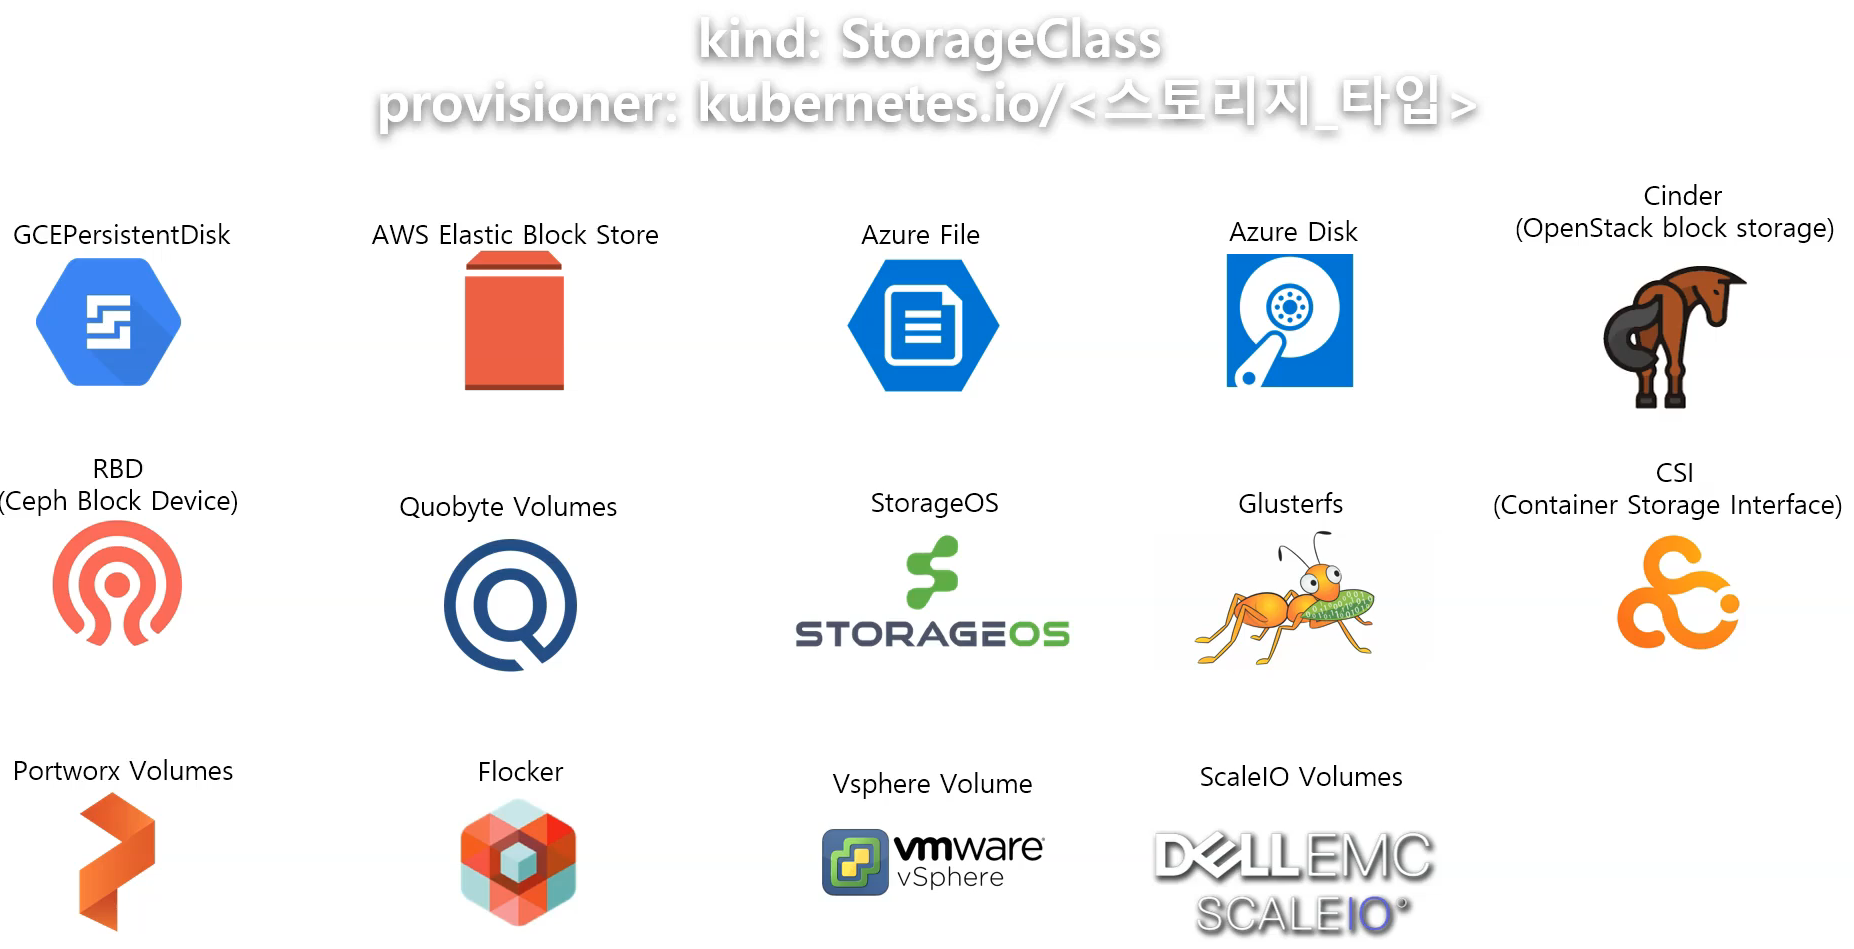 kind: StorageClass
provisioner: kubernetes.io/<스토리지_타입>
GCEPersistentDisk
AWS Elastic Block Store
Azure File
Azure Disk
Cinder
(OpenStack block storage)
RBD
(Ceph Block Device)
Quobyte Volumes
StorageOS
STORAGEOS
Glusterfs
CSI
(Container Storage Interface)
Portworx Volumes
Flocker
Vsphere Volume
vmware
vSphere
ScaleIO Volumes
DELLEMC
SCALEIO